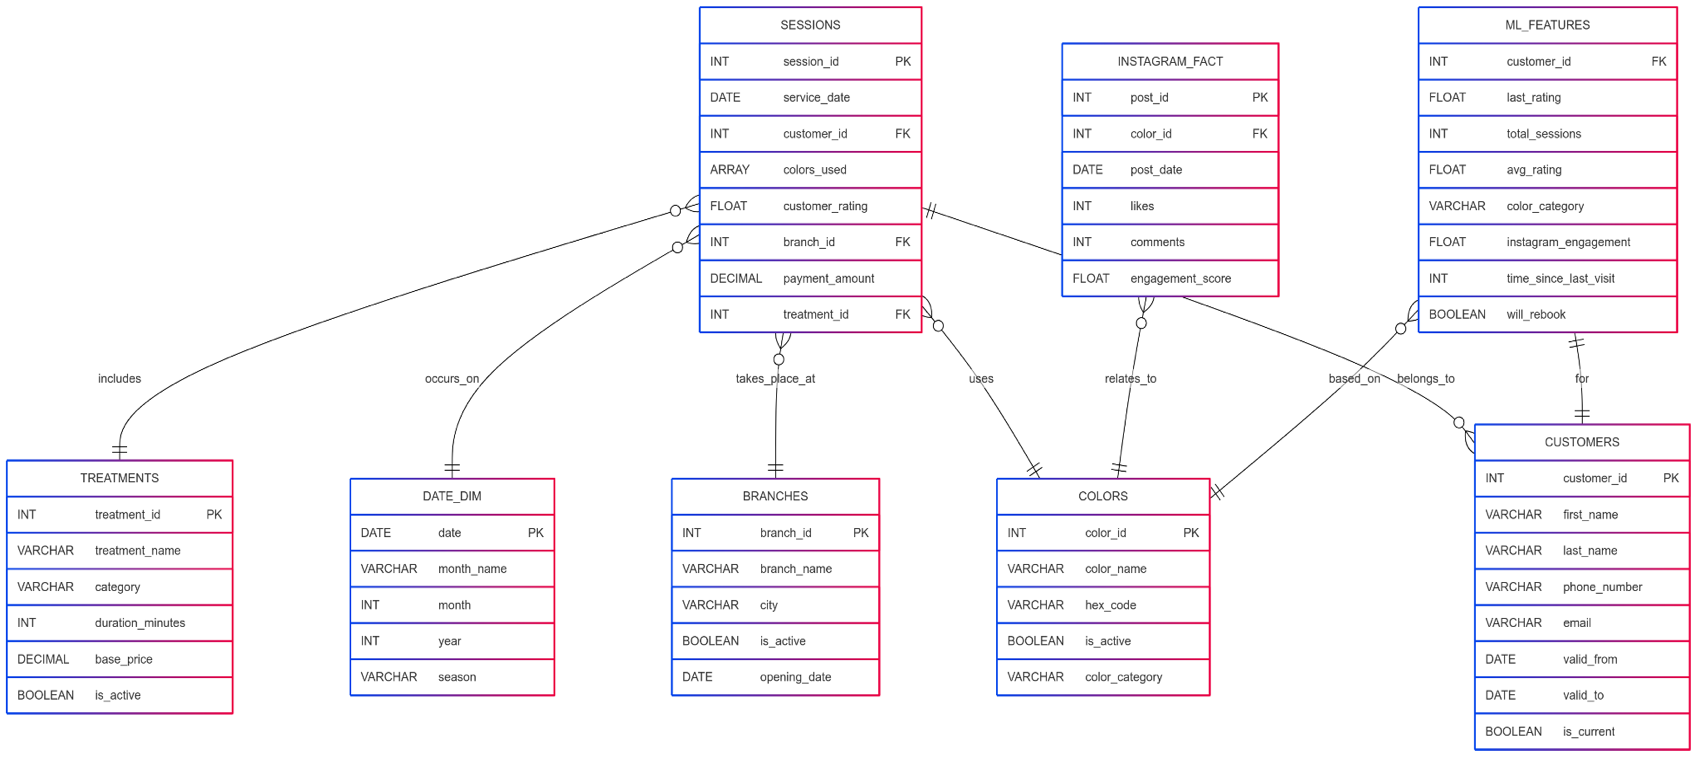 SESSIONS
INT session_id PK
DATE service_date
INT customer_id FK
ARRAY colors_used
FLOAT customer_rating
INT branch_id FK
DECIMAL payment_amount
INT treatment_id FK
INSTAGRAM_FACT
INT post_id PK
INT color_id FK
DATE post_date
INT likes
INT comments
FLOAT engagement_score
ML_FEATURES
INT customer_id FK
FLOAT last_rating
INT total_sessions
FLOAT avg_rating
VARCHAR color_category
FLOAT instagram_engagement
INT time_since_last_visit
BOOLEAN will_rebook
includes
occurs_on
takes_place_at
uses
relates_to
based_on
belongs_to
for
TREATMENTS
INT treatment_id PK
VARCHAR treatment_name
VARCHAR category
INT duration_minutes
DECIMAL base_price
BOOLEAN is_active
DATE_DIM
DATE date PK
VARCHAR month_name
INT month
INT year
VARCHAR season
BRANCHES
INT branch_id PK
VARCHAR branch_name
VARCHAR city
BOOLEAN is_active
DATE opening_date
COLORS
INT color_id PK
VARCHAR color_name
VARCHAR hex_code
BOOLEAN is_active
VARCHAR color_category
CUSTOMERS
INT customer_id PK
VARCHAR first_name
VARCHAR last_name
VARCHAR phone_number
VARCHAR email
DATE valid_from
DATE valid_to
BOOLEAN is_current